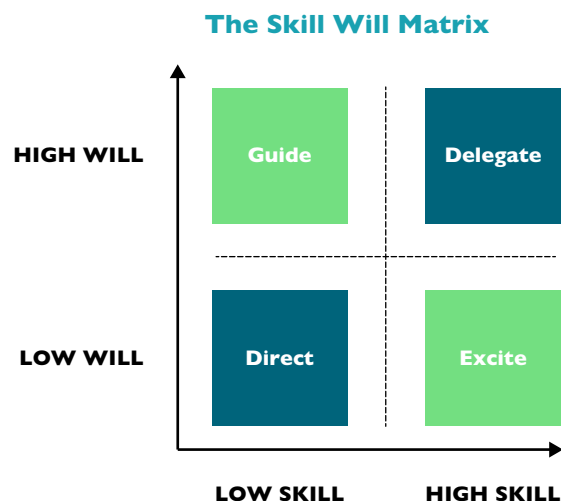 The Skill Will Matrix
HIGH WILL
Guide
Delegate
LOW WILL
Direct
Excite
LOW SKILL
HIGH SKILL